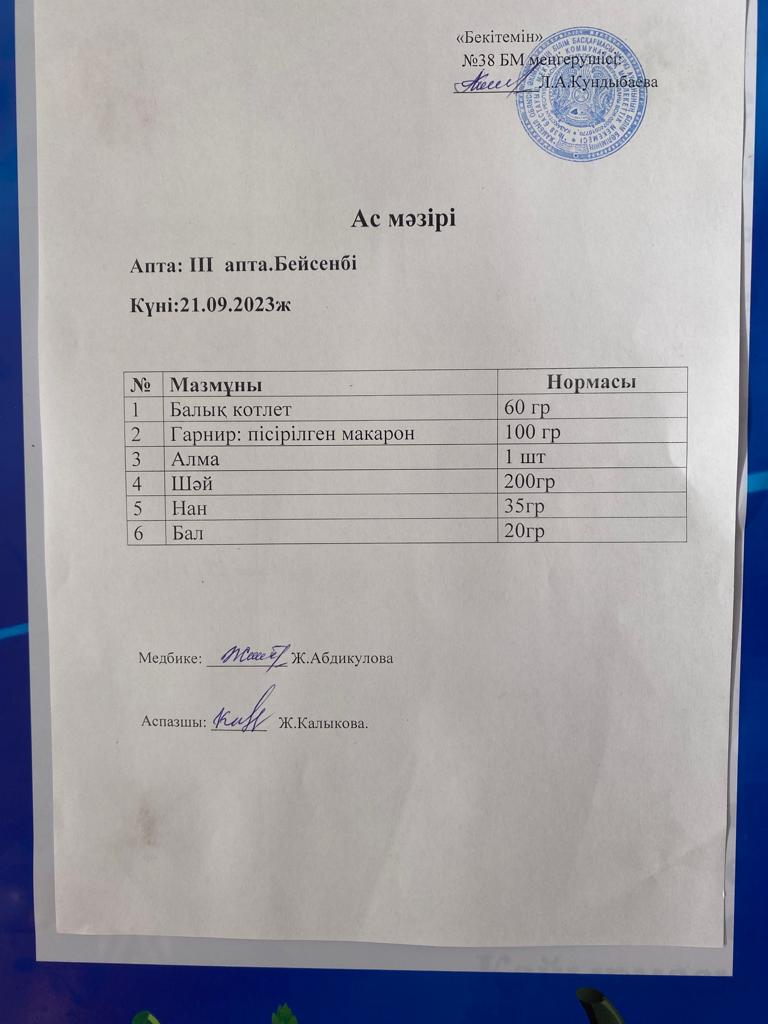 «Бекітемін»
№38 БМ меңгерушісі:
Л.А.Кундыбаева
Ас мәзірі
Апта: III апта.Бейсенбі
Күні:21.09.2023ж
№ Мазмұны Нормасы
1 Балық котлет 60 гр
2 Гарнир: пісірілген макарон 100 гр
3 Алма 1 шт
4 Шәй 200гр
5 Нан 35гр
6 Бал 20гр
Медбике: Ж.Абдикулова
Аспазшы: Ж.Калыкова.